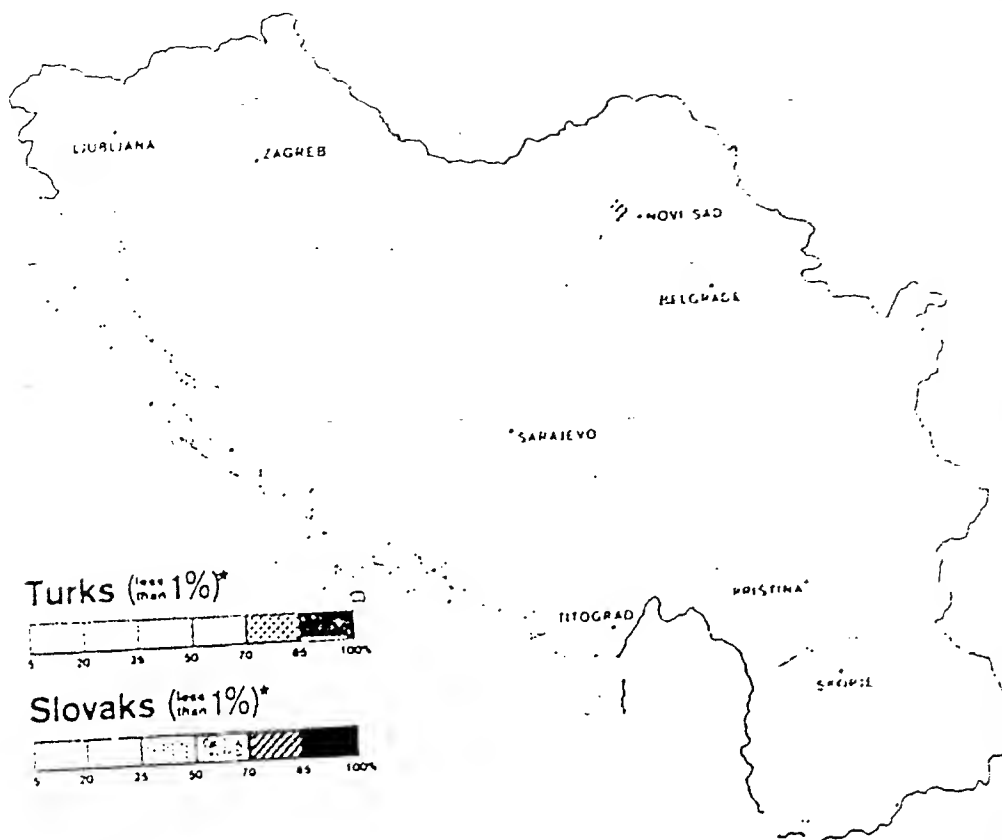 LJUBLJANA
ZAGREB
NOVI SAD
BELGRADE
SARAJEVO
Turks (less than 1%)*
5 20 35 50 70 85 100%
PRIŠTINA
TITOGRAD
SKOPJE
Slovaks (less than 1%)*
5 20 35 50 70 85 100%